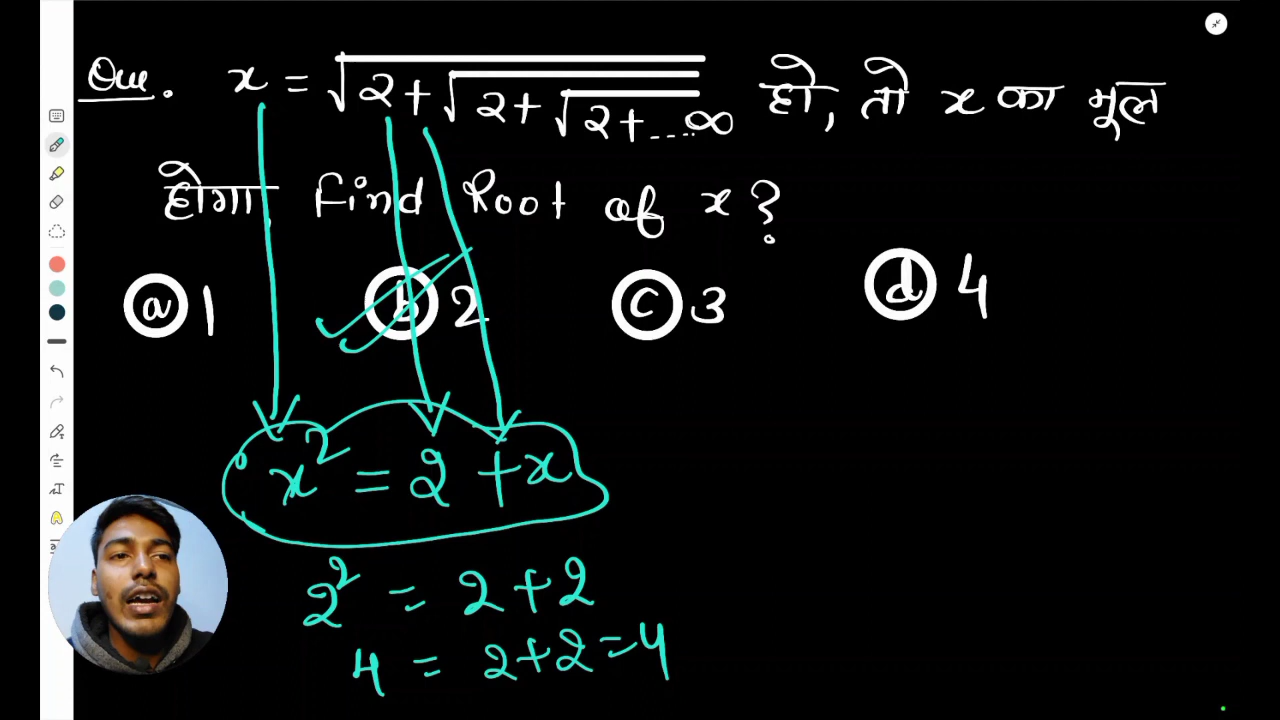 Que. x = √2+√2+√2+....∞ हो, तो x का मूल
होगा Find Root of x?
(a) 1 (b) 2 (c) 3 (d) 4
x² = 2 + x
2² = 2 + 2
4 = 2+2=4